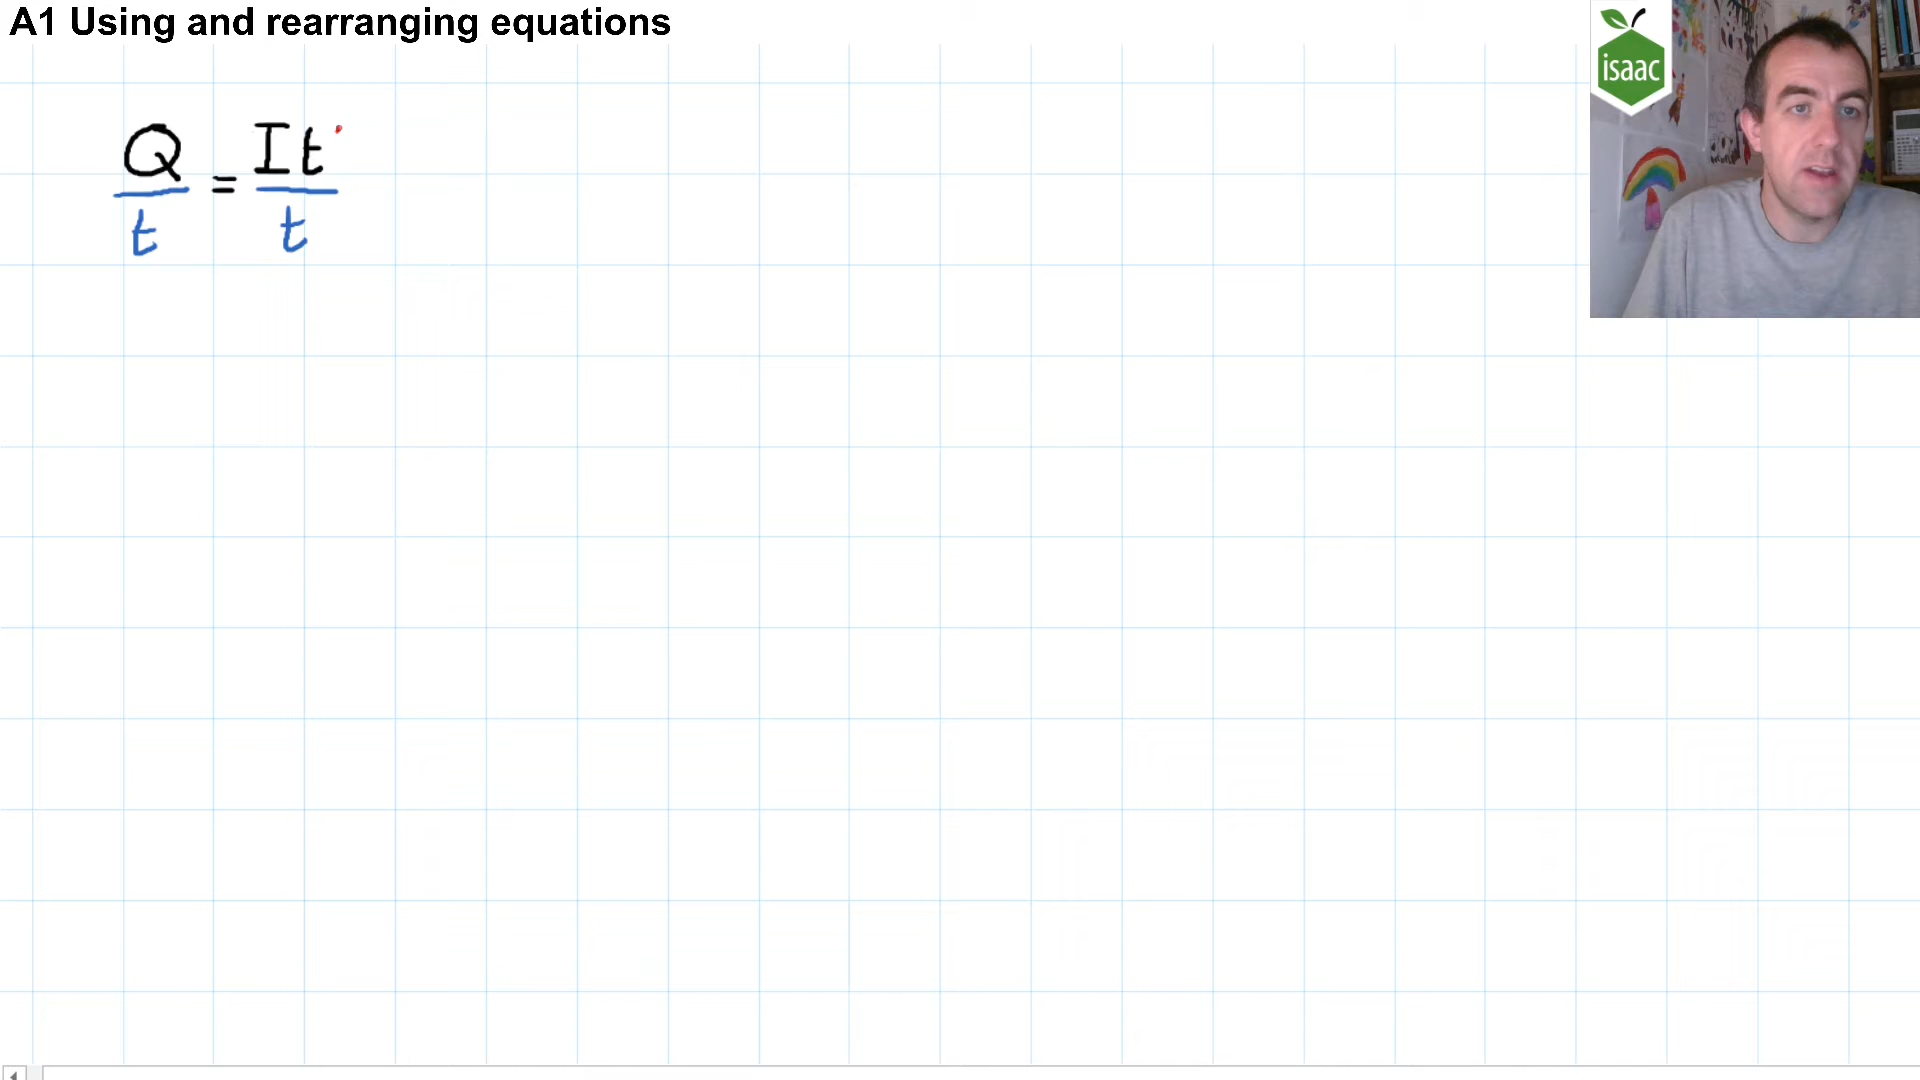 A1 Using and rearranging equations
isaac
Q = It
t t